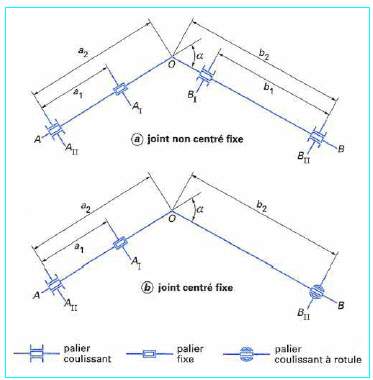 a2
b2
α
a1
O
BI
b1
AI
A
AII
BII
B
a joint non centré fixe
a2
b2
α
a1
O
AI
A
AII
BII
B
b joint centré fixe
palier coulissant
palier fixe
palier coulissant à rotule